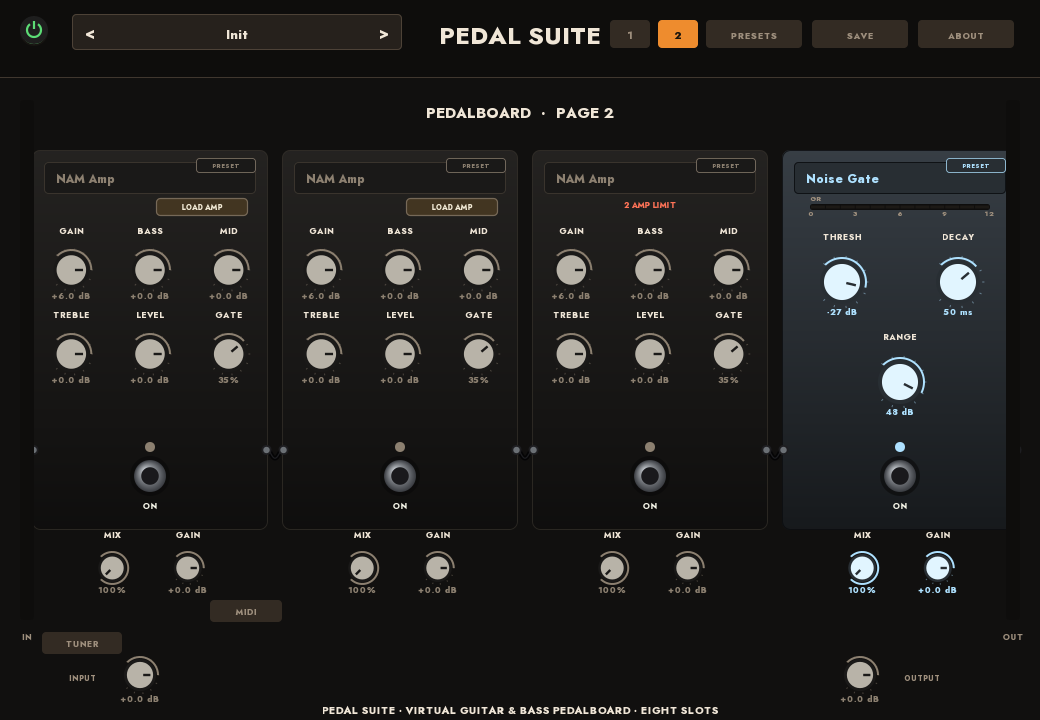 < Init > PEDAL SUITE 1 2 PRESETS SAVE ABOUT
PEDALBOARD · PAGE 2
PRESET PRESET PRESET PRESET
NAM Amp NAM Amp NAM Amp Noise Gate
LOAD AMP LOAD AMP 2 AMP LIMIT GR
0 3 6 9 12
GAIN BASS MID GAIN BASS MID GAIN BASS MID THRESH DECAY
+6.0 dB +0.0 dB +0.0 dB +6.0 dB +0.0 dB +0.0 dB +6.0 dB +0.0 dB +0.0 dB -27 dB 50 ms
TREBLE LEVEL GATE TREBLE LEVEL GATE TREBLE LEVEL GATE RANGE
+0.0 dB +0.0 dB 35% +0.0 dB +0.0 dB 35% +0.0 dB +0.0 dB 35% 48 dB
ON ON ON ON
MIX GAIN MIX GAIN MIX GAIN MIX GAIN
100% +0.0 dB 100% +0.0 dB 100% +0.0 dB 100% +0.0 dB
MIDI
IN TUNER OUT
INPUT OUTPUT
+0.0 dB +0.0 dB
PEDAL SUITE · VIRTUAL GUITAR & BASS PEDALBOARD · EIGHT SLOTS